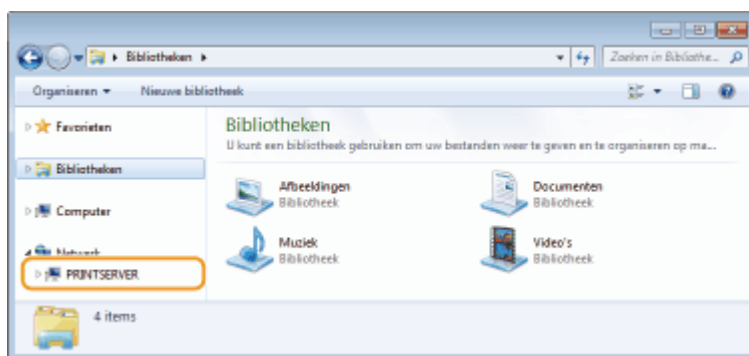 Bibliotheken
Zoeken in Bibliothe...
Organiseren
Nieuwe bibliotheek
Favorieten
Bibliotheken
Computer
Netwerk
PRINTSERVER
Bibliotheken
U kunt een bibliotheek gebruiken om uw bestanden weer te geven en te organiseren op ma...
Afbeeldingen
Bibliotheek
Documenten
Bibliotheek
Muziek
Bibliotheek
Video's
Bibliotheek
4 items